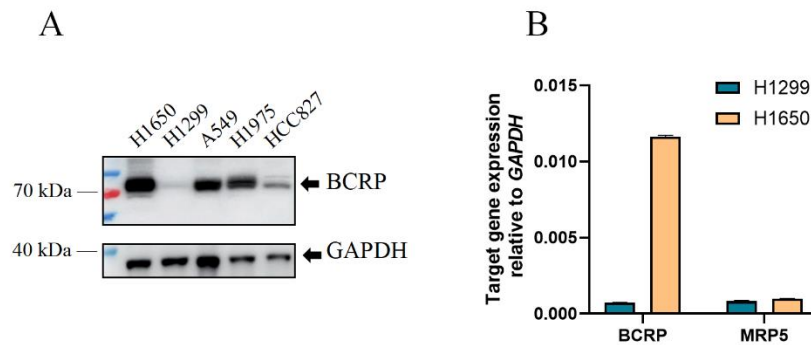 A
H1650
H1299
A549
H1975
HCC827
70 kDa
BCRP
40 kDa
GAPDH
B
Target gene expression
relative to GAPDH
0.015
0.010
0.005
0.000
H1299
H1650
BCRP
MRP5